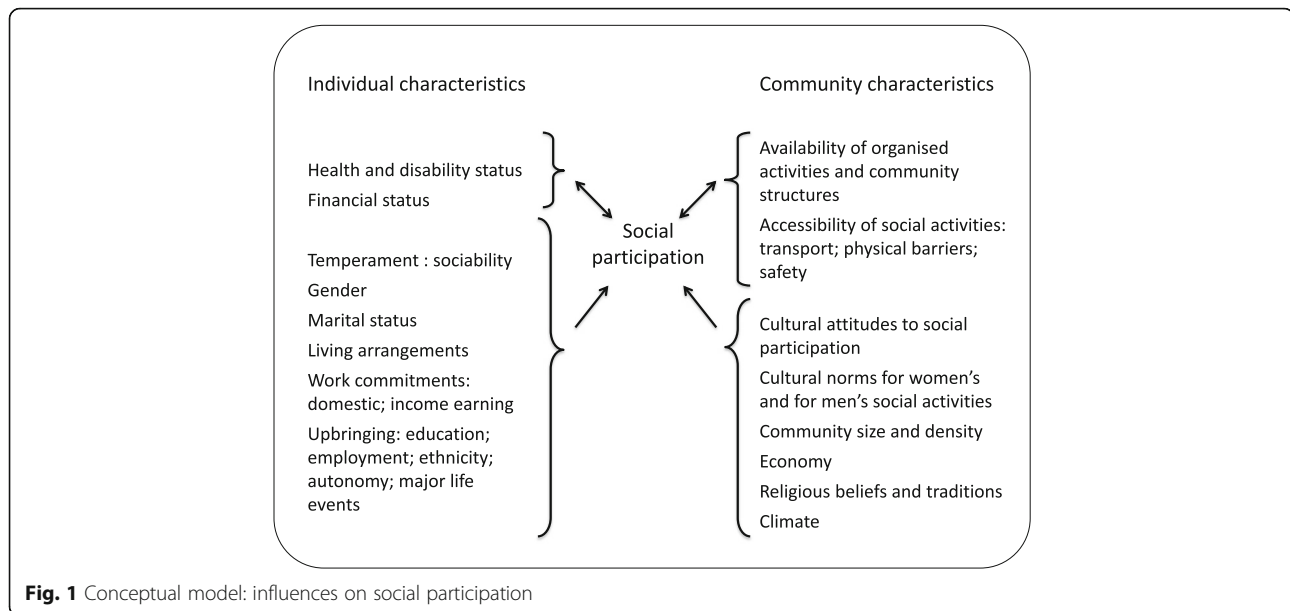 Individual characteristics
Health and disability status
Financial status
Temperament : sociability
Gender
Marital status
Living arrangements
Work commitments:
domestic; income earning
Upbringing: education;
employment; ethnicity;
autonomy; major life
events
Social
participation
Community characteristics
Availability of organised
activities and community
structures
Accessibility of social activities:
transport; physical barriers;
safety
Cultural attitudes to social
participation
Cultural norms for women’s
and for men’s social activities
Community size and density
Economy
Religious beliefs and traditions
Climate
Fig. 1 Conceptual model: influences on social participation